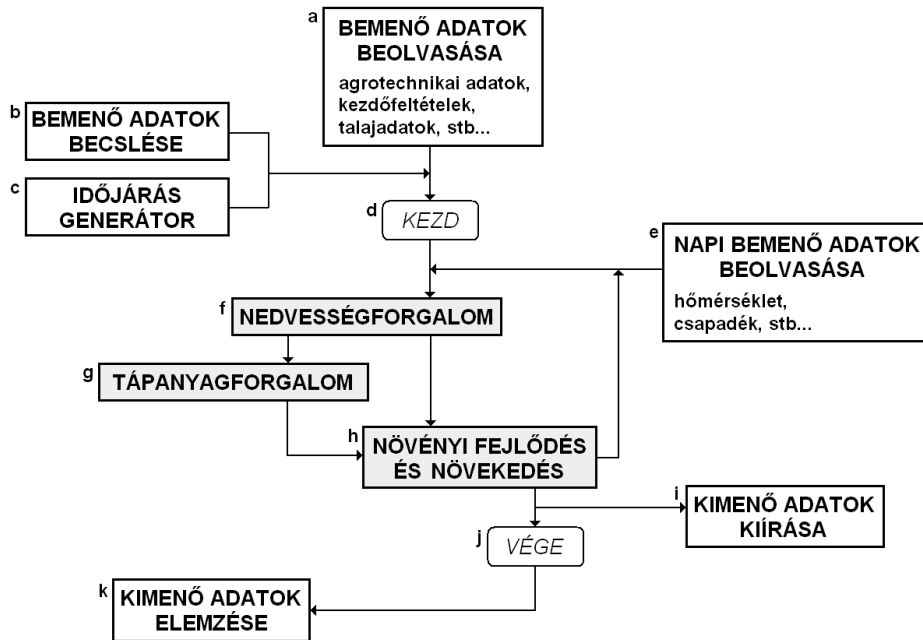 a
BEMENŐ ADATOK
BEOLVASÁSA
agrotechnikai adatok,
kezdőfeltételek,
talajadatok, stb...
b
BEMENŐ ADATOK
BECSLÉSE
c
IDŐJÁRÁS
GENERÁTOR
d
KEZD
e
NAPI BEMENŐ ADATOK
BEOLVASÁSA
hőmérséklet,
csapadék, stb...
f
NEDVESSÉGFORGALOM
g
TÁPANYAGFORGALOM
h
NÖVÉNYI FEJLŐDÉS
ÉS NÖVEKEDÉS
i
KIMENŐ ADATOK
KIÍRÁSA
j
VÉGE
k
KIMENŐ ADATOK
ELEMZÉSE